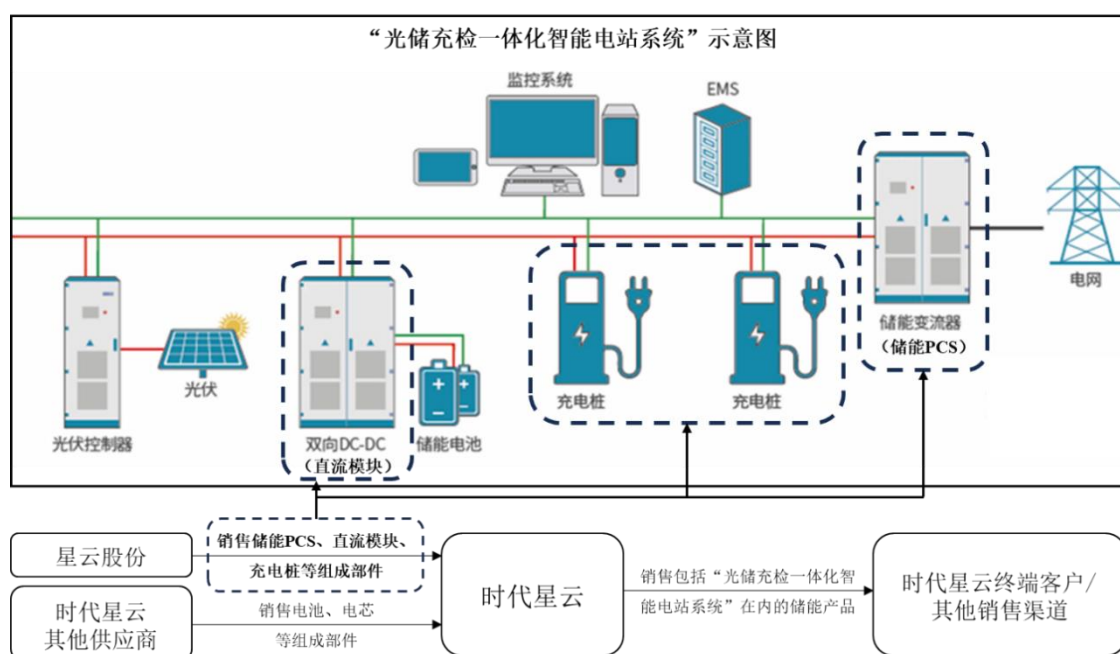 “光储充检一体化智能电站系统”示意图
监控系统
EMS
储能变流器
（储能PCS）
电网
光伏
充电桩
充电桩
光伏控制器
双向DC-DC
（直流模块）
储能电池
星云股份
销售储能PCS、直流模块、
充电桩等组成部件
时代星云
其他供应商
销售电池、电芯
等组成部件
时代星云
销售包括“光储充检一体化智
能电站系统”在内的储能产品
时代星云终端客户/
其他销售渠道